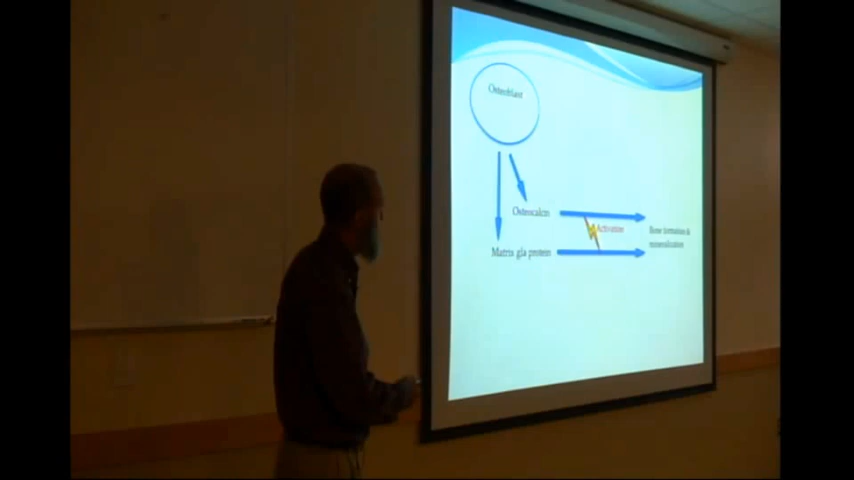 Osteoblast
Osteocalcin
Activation
Bone formation &
mineralization
Matrix gla protein